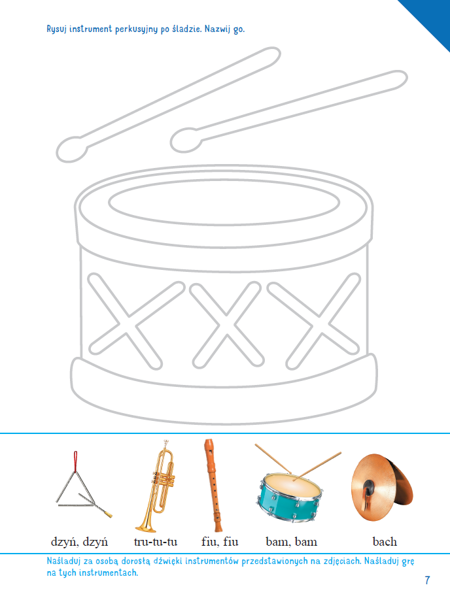 Rysuj instrument perkusyjny po śladzie. Nazwij go.
dzyń, dzyń tru-tu-tu fiu, fiu bam, bam bach
Naśladuj za osobą dorosłą dźwięki instrumentów przedstawionych na zdjęciach. Naśladuj grę
na tych instrumentach.
7